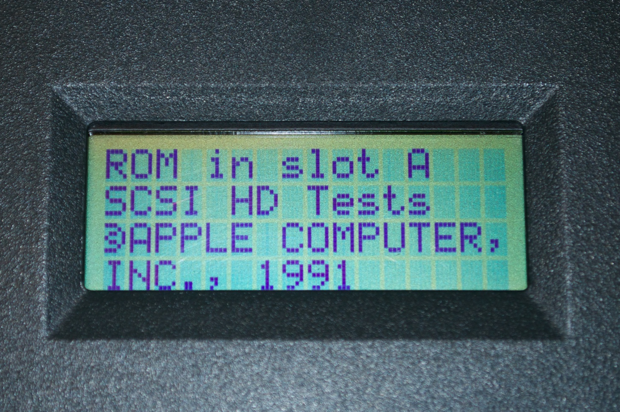 ROM in slot A
SCSI HD Tests
©APPLE COMPUTER,
INC., 1991